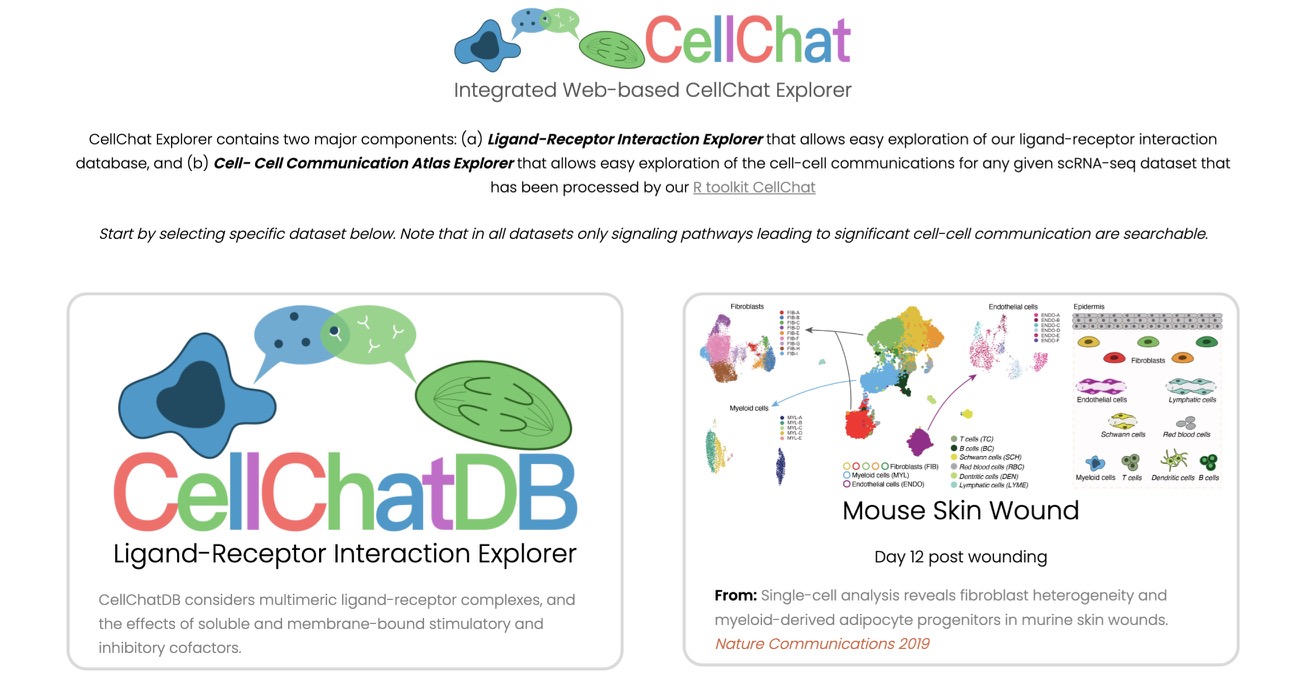 CellChat
Integrated Web-based CellChat Explorer
CellChat Explorer contains two major components: (a) Ligand-Receptor Interaction Explorer that allows easy exploration of our ligand-receptor interaction
database, and (b) Cell- Cell Communication Atlas Explorer that allows easy exploration of the cell-cell communications for any given scRNA-seq dataset that
has been processed by our R toolkit CellChat
Start by selecting specific dataset below. Note that in all datasets only signaling pathways leading to significant cell-cell communication are searchable.
CellChatDB
Ligand-Receptor Interaction Explorer
CellChatDB considers multimeric ligand-receptor complexes, and
the effects of soluble and membrane-bound stimulatory and
inhibitory cofactors.
Fibroblasts
FIB-A
FIB-B
FIB-C
FIB-D
FIB-E
FIB-F
FIB-G
FIB-H
FIB-I
Endothelial cells
ENDO-A
ENDO-B
ENDO-C
ENDO-D
ENDO-E
ENDO-F
Myeloid cells
MYL-A
MYL-B
MYL-C
MYL-D
MYL-E
Fibroblasts (FIB)
Myeloid cells (MYL)
Endothelial cells (ENDO)
T cells (TC)
B cells (BC)
Schwann cells (SCH)
Red blood cells (RBC)
Dentritic cells (DEN)
Lymphatic cells (LYME)
Epidermis
Fibroblasts
Endothelial cells
Lymphatic cells
Schwann cells
Red blood cells
Myeloid cells
T cells
Dendritic cells
B cells
Mouse Skin Wound
Day 12 post wounding
From: Single-cell analysis reveals fibroblast heterogeneity and
myeloid-derived adipocyte progenitors in murine skin wounds.
Nature Communications 2019